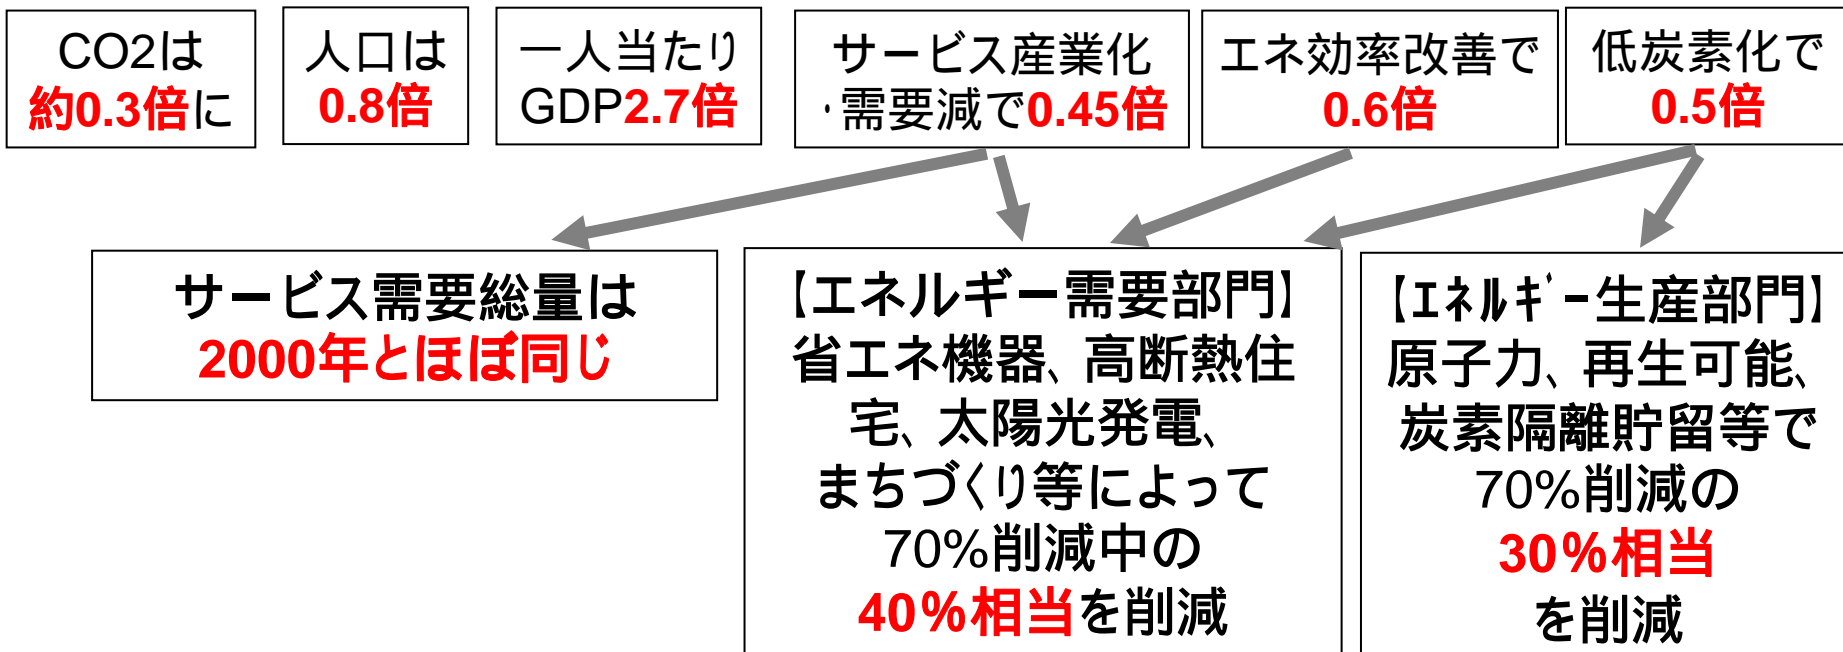 CO2は
約0.3倍に
人口は
0.8倍
一人当たり
GDP2.7倍
サービス産業化
・需要減で0.45倍
エネ効率改善で
0.6倍
低炭素化で
0.5倍
サービス需要総量は
2000年とほぼ同じ
【エネルギー需要部門】
省エネ機器、高断熱住
宅、太陽光発電、
まちづくり等によって
70%削減中の
40%相当を削減
【エネルギー生産部門】
原子力、再生可能、
炭素隔離貯留等で
70%削減の
30%相当
を削減